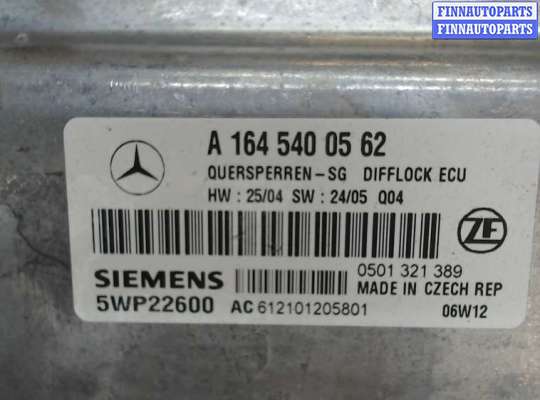 FINNAUTOPARTS
FINNAUTOPARTS
A 164 540 05 62
QUERSPERREN-SG DIFFLOCK ECU
HW : 25/04 SW : 24/05 Q04
ZF
0501 321 389
SIEMENS
MADE IN CZECH REP
5WP22600 AC 612101205801 06W12